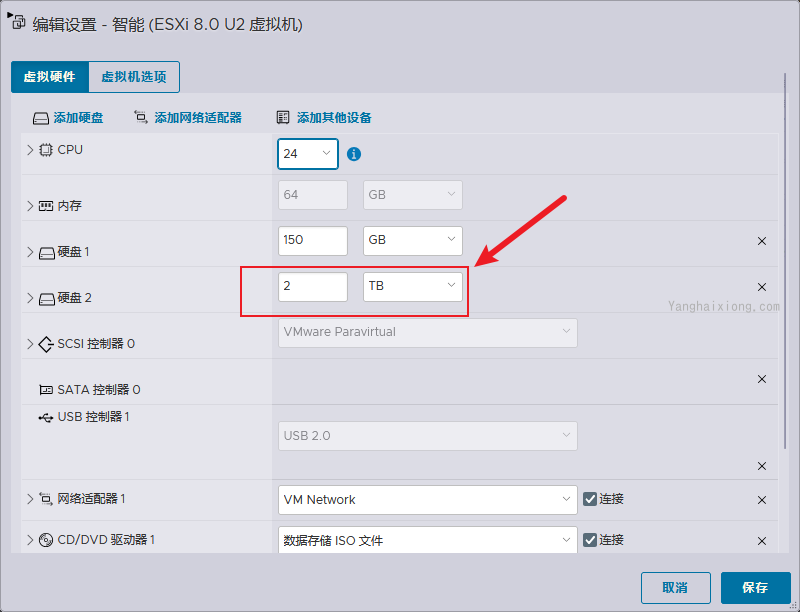 编辑设置 - 智能 (ESXi 8.0 U2 虚拟机)
虚拟硬件 虚拟机选项
添加硬盘 添加网络适配器 添加其他设备
CPU 24
内存 64 GB
硬盘 1 150 GB
硬盘 2 2 TB
Yanghaixiong.com
SCSI 控制器 0 VMware Paravirtual
SATA 控制器 0
USB 控制器 1
USB 2.0
网络适配器 1 VM Network 连接
CD/DVD 驱动器 1 数据存储 ISO 文件 连接
取消 保存